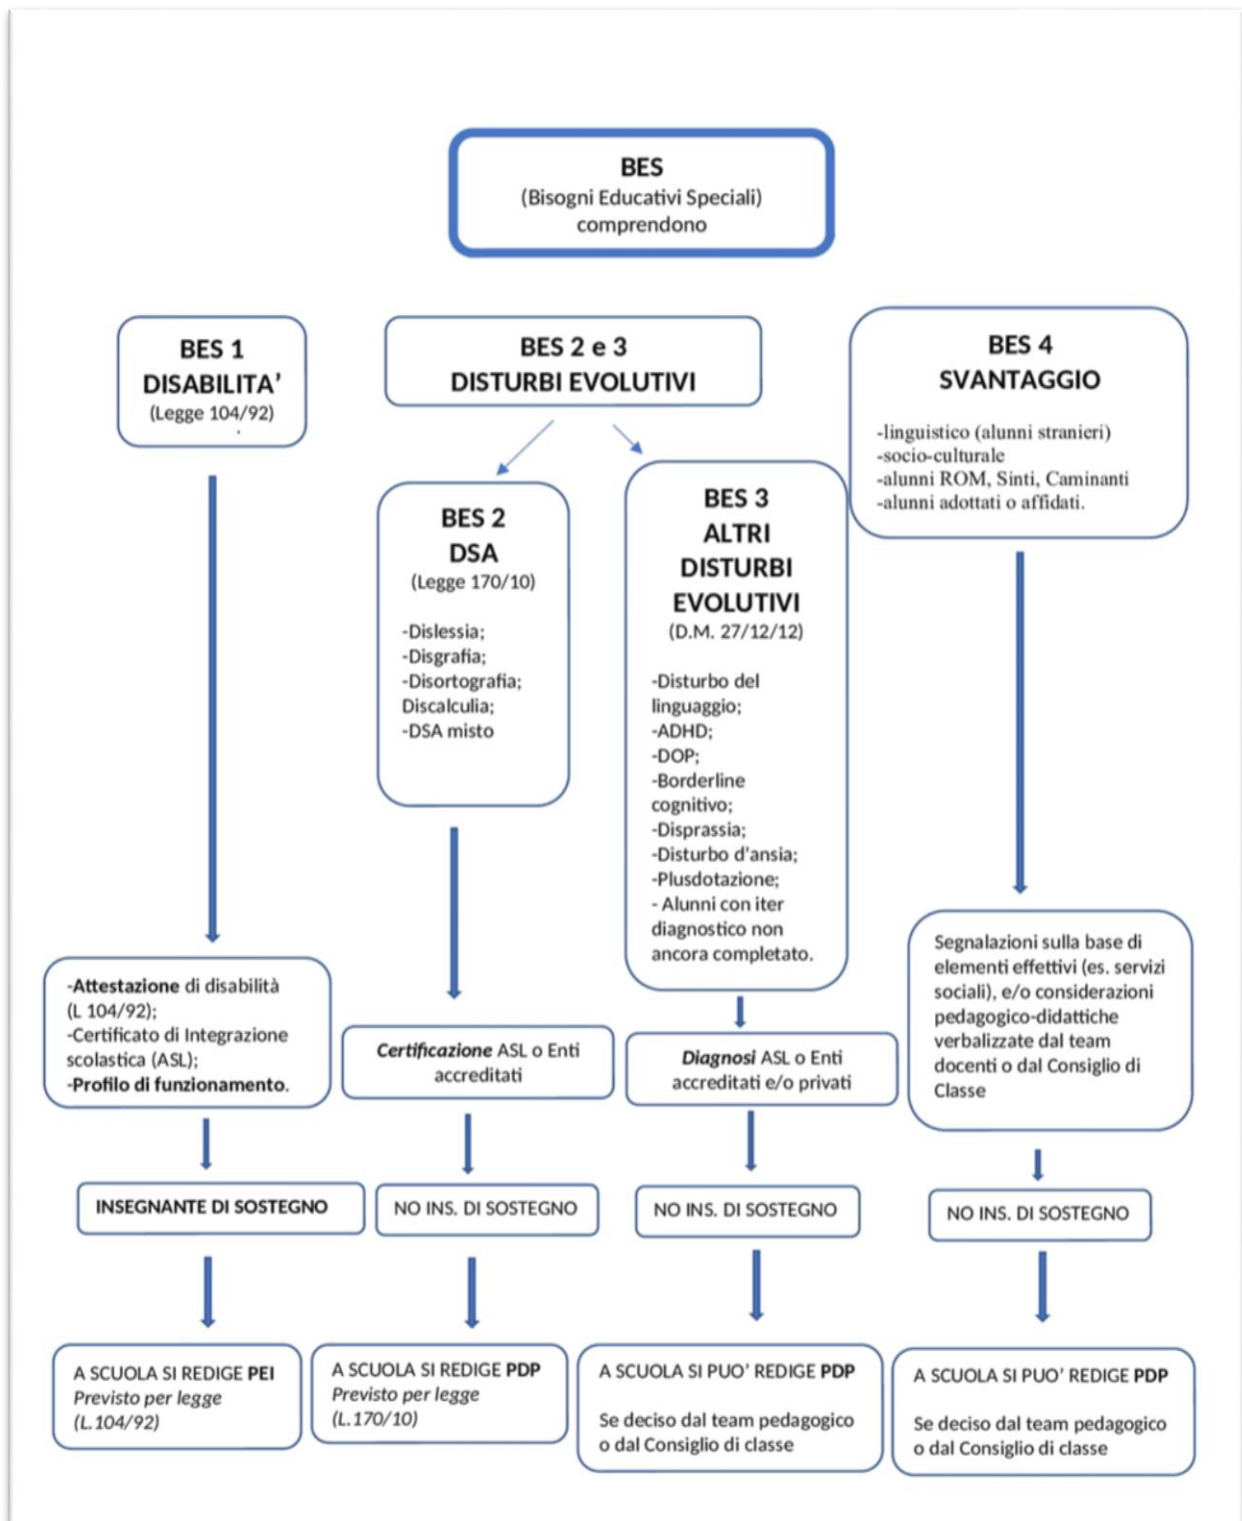 BES
(Bisogni Educativi Speciali)
comprendono
BES 1
DISABILITA’
(Legge 104/92)
.
BES 2 e 3
DISTURBI EVOLUTIVI
BES 4
SVANTAGGIO
-linguistico (alunni stranieri)
-socio-culturale
-alunni ROM, Sinti, Caminanti
-alunni adottati o affidati.
BES 2
DSA
(Legge 170/10)
-Dislessia;
-Disgrafia;
-Disortografia;
Discalculia;
-DSA misto
BES 3
ALTRI
DISTURBI
EVOLUTIVI
(D.M. 27/12/12)
-Disturbo del
linguaggio;
-ADHD;
-DOP;
-Borderline
cognitivo;
-Disprassia;
-Disturbo d’ansia;
-Plusdotazione;
- Alunni con iter
diagnostico non
ancora completato.
-Attestazione di disabilità
(L 104/92);
-Certificato di Integrazione
scolastica (ASL);
-Profilo di funzionamento.
Certificazione ASL o Enti
accreditati
Diagnosi ASL o Enti
accreditati e/o privati
Segnalazioni sulla base di
elementi effettivi (es. servizi
sociali), e/o considerazioni
pedagogico-didattiche
verbalizzate dal team
docenti o dal Consiglio di
Classe
INSEGNANTE DI SOSTEGNO
NO INS. DI SOSTEGNO
NO INS. DI SOSTEGNO
NO INS. DI SOSTEGNO
A SCUOLA SI REDIGE PEI
Previsto per legge
(L.104/92)
A SCUOLA SI REDIGE PDP
Previsto per legge
(L.170/10)
A SCUOLA SI PUO’ REDIGE PDP
Se deciso dal team pedagogico
o dal Consiglio di classe
A SCUOLA SI PUO’ REDIGE PDP
Se deciso dal team pedagogico
o dal Consiglio di classe